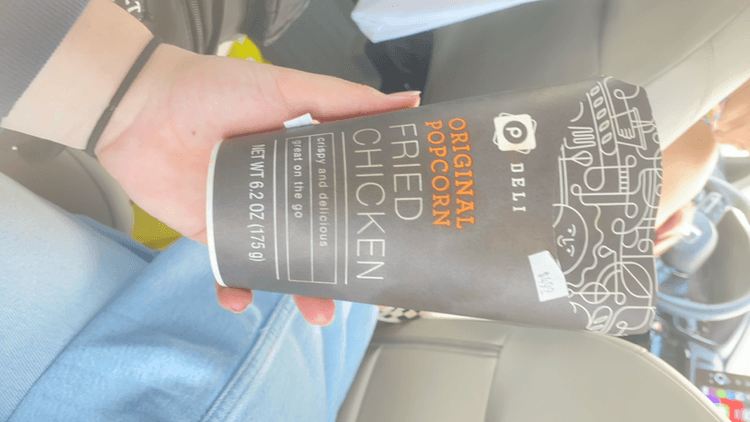 P
DELI
ORIGINAL
POPCORN
FRIED
CHICKEN
crispy and delicious
great on the go
NET WT 6.2 OZ (175 g)